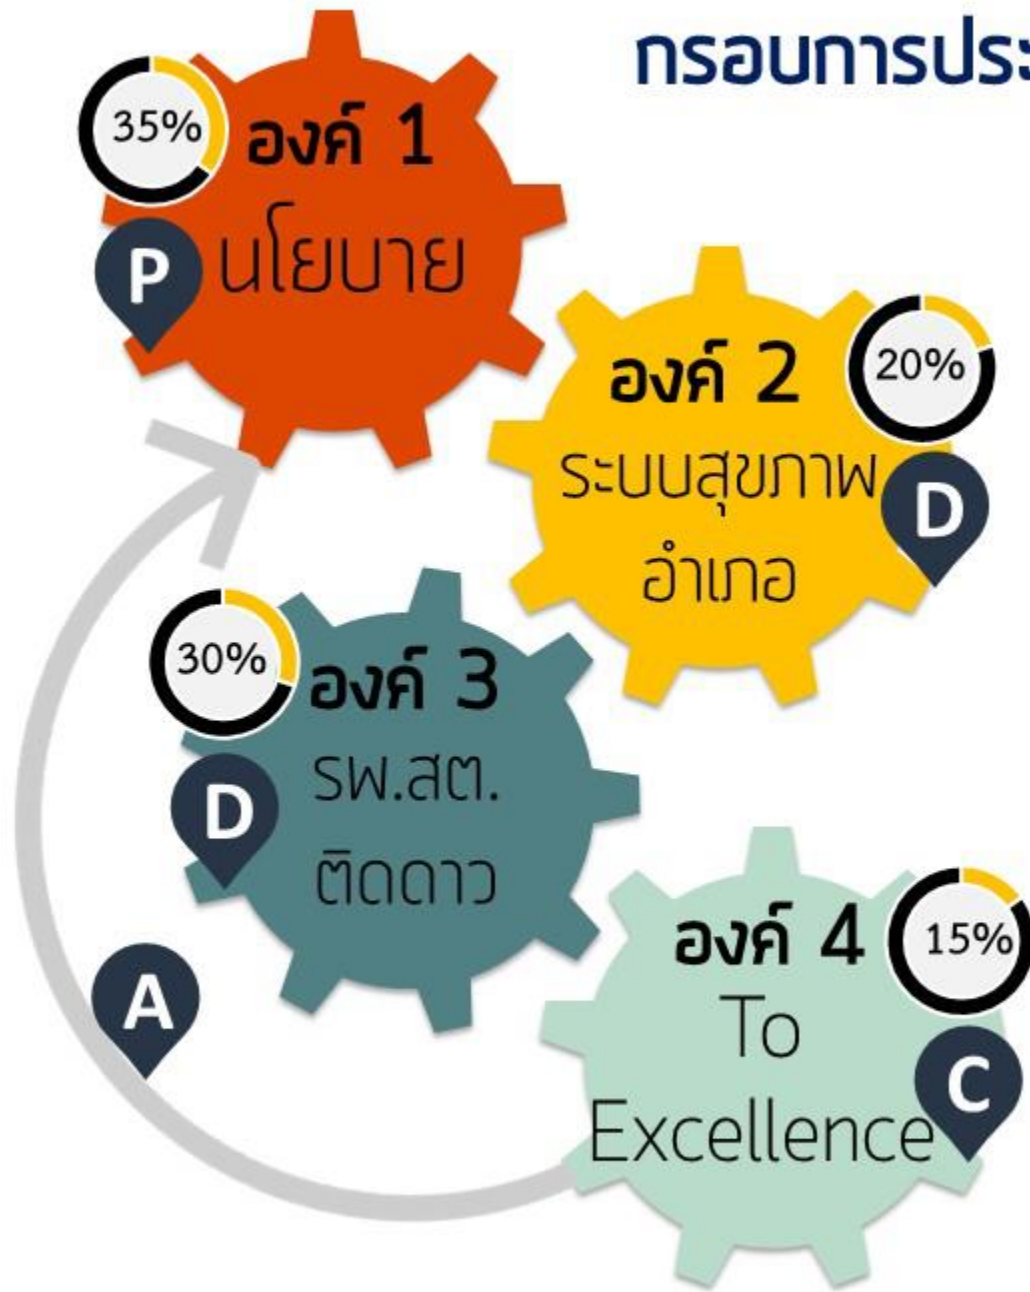 กรอบการประ
35%
องค์ 1
P
นโยบาย
องค์ 2
20%
ระบบสุขภาพ
D
อำเภอ
30%
องค์ 3
D
รพ.สต.
ติดดาว
A
องค์ 4
15%
To
C
Excellence